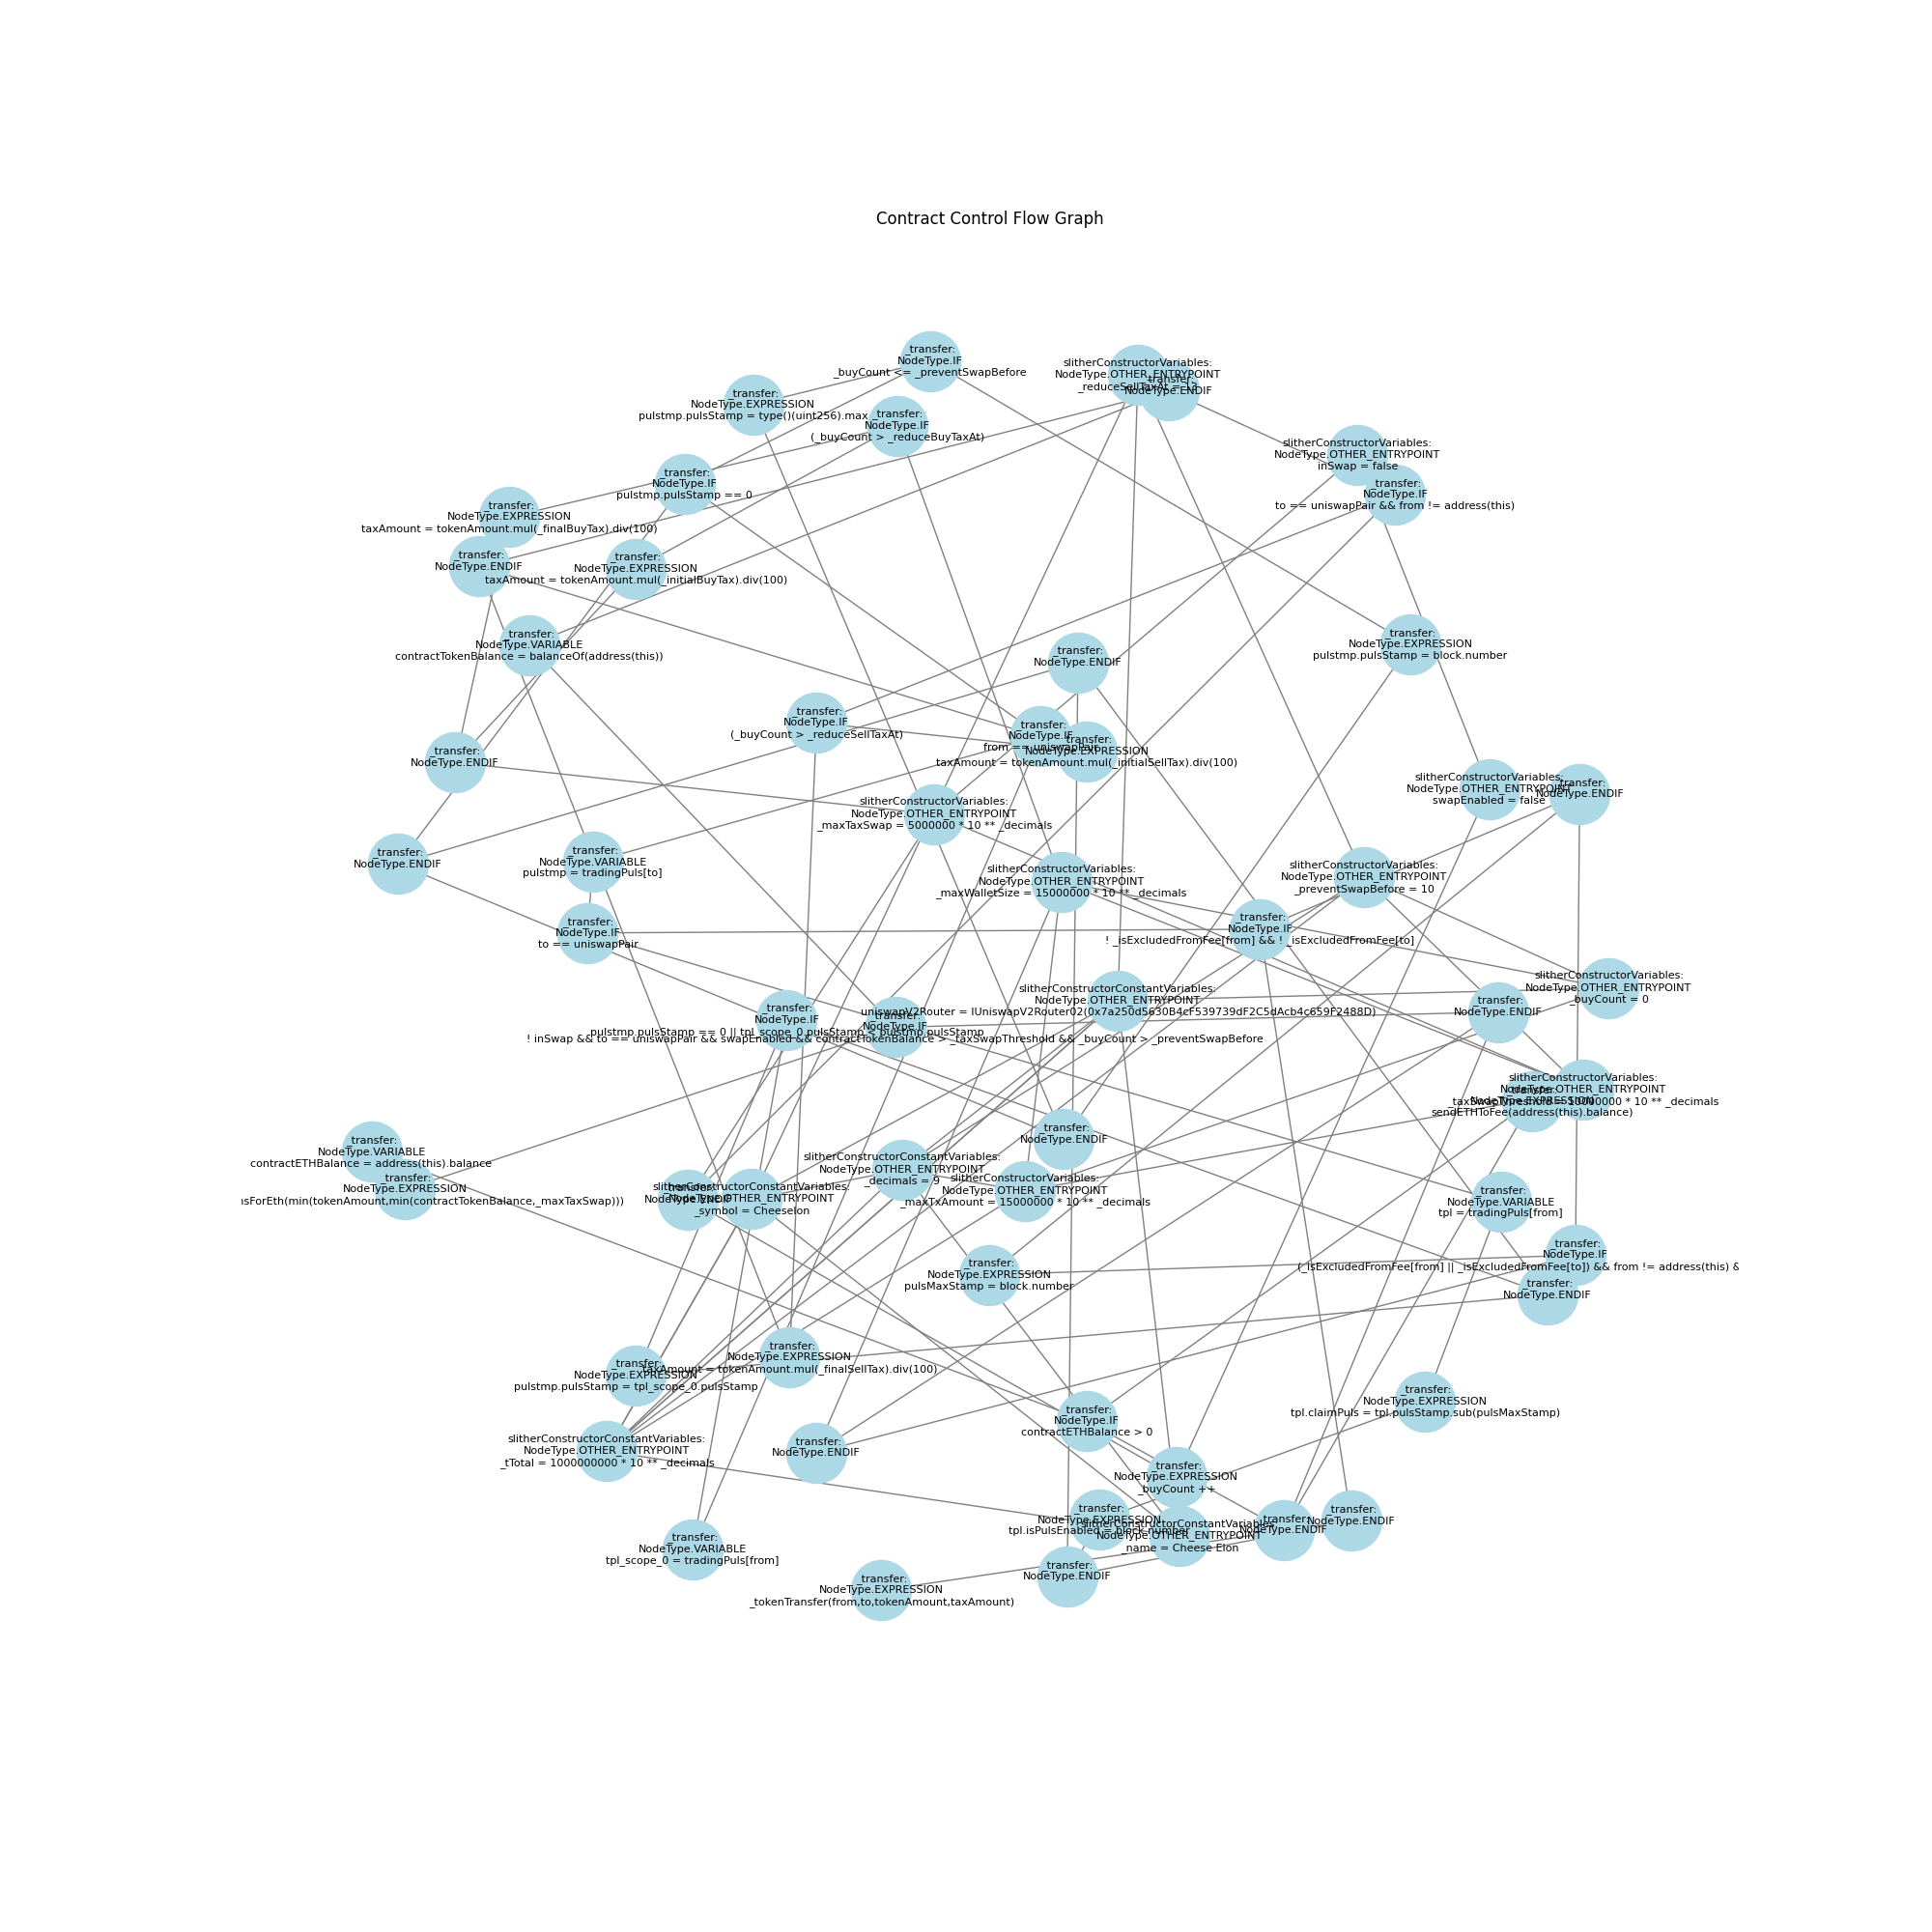 Contract Control Flow Graph
_transfer:
NodeType.IF
_buyCount <= _preventSwapBefore
slitherConstructorVariables:
NodeType.OTHER_ENTRYPOINT
_reduceSellTaxAt = 13
_transfer:
NodeType.ENDIF
_transfer:
NodeType.EXPRESSION
pulstmp.pulsStamp = type()(uint256).max
_transfer:
NodeType.IF
(_buyCount > _reduceBuyTaxAt)
slitherConstructorVariables:
NodeType.OTHER_ENTRYPOINT
inSwap = false
_transfer:
NodeType.IF
pulstmp.pulsStamp == 0
_transfer:
NodeType.IF
to == uniswapPair && from != address(this)
_transfer:
NodeType.EXPRESSION
taxAmount = tokenAmount.mul(_finalBuyTax).div(100)
_transfer:
NodeType.ENDIF
_transfer:
NodeType.EXPRESSION
taxAmount = tokenAmount.mul(_initialBuyTax).div(100)
_transfer:
NodeType.VARIABLE
contractTokenBalance = balanceOf(address(this))
_transfer:
NodeType.EXPRESSION
pulstmp.pulsStamp = block.number
_transfer:
NodeType.ENDIF
_transfer:
NodeType.IF
(_buyCount > _reduceSellTaxAt)
_transfer:
NodeType.IF
from == uniswapPair
_transfer:
NodeType.EXPRESSION
taxAmount = tokenAmount.mul(_initialSellTax).div(100)
_transfer:
NodeType.ENDIF
slitherConstructorVariables:
NodeType.OTHER_ENTRYPOINT
swapEnabled = false
_transfer:
NodeType.ENDIF
slitherConstructorVariables:
NodeType.OTHER_ENTRYPOINT
_maxTaxSwap = 5000000 * 10 ** _decimals
_transfer:
NodeType.ENDIF
_transfer:
NodeType.VARIABLE
pulstmp = tradingPuls[to]
slitherConstructorVariables:
NodeType.OTHER_ENTRYPOINT
_maxWalletSize = 15000000 * 10 ** _decimals
slitherConstructorVariables:
NodeType.OTHER_ENTRYPOINT
_preventSwapBefore = 10
_transfer:
NodeType.IF
to == uniswapPair
_transfer:
NodeType.IF
! _isExcludedFromFee[from] && ! _isExcludedFromFee[to]
slitherConstructorVariables:
NodeType.OTHER_ENTRYPOINT
_buyCount = 0
slitherConstructorConstantVariables:
NodeType.OTHER_ENTRYPOINT
uniswapV2Router = IUniswapV2Router02(0x7a250d5630B4cF539739dF2C5dAcb4c659F2488D)
_transfer:
NodeType.ENDIF
_transfer:
NodeType.IF
pulstmp.pulsStamp == 0 || tpl_scope_0.pulsStamp < pulstmp.pulsStamp
_transfer:
NodeType.IF
! inSwap && to == uniswapPair && swapEnabled && contractTokenBalance > _taxSwapThreshold && _buyCount > _preventSwapBefore
slitherConstructorVariables:
NodeType.OTHER_ENTRYPOINT
_taxSwapThreshold = 10000000 * 10 ** _decimals
_transfer:
NodeType.EXPRESSION
sendETHToFee(address(this).balance)
_transfer:
NodeType.ENDIF
_transfer:
NodeType.VARIABLE
contractETHBalance = address(this).balance
_transfer:
NodeType.EXPRESSION
sForEth(min(tokenAmount,min(contractTokenBalance,_maxTaxSwap)))
slitherConstructorConstantVariables:
NodeType.OTHER_ENTRYPOINT
_decimals = 9
slitherConstructorVariables:
NodeType.OTHER_ENTRYPOINT
_maxTxAmount = 15000000 * 10 ** _decimals
_transfer:
NodeType.ENDIF
slitherConstructorConstantVariables:
NodeType.OTHER_ENTRYPOINT
_symbol = Cheeselon
_transfer:
NodeType.VARIABLE
tpl = tradingPuls[from]
_transfer:
NodeType.IF
(_isExcludedFromFee[from] || _isExcludedFromFee[to]) && from != address(this) &
_transfer:
NodeType.EXPRESSION
pulsMaxStamp = block.number
_transfer:
NodeType.ENDIF
_transfer:
NodeType.EXPRESSION
taxAmount = tokenAmount.mul(_finalSellTax).div(100)
_transfer:
NodeType.EXPRESSION
pulstmp.pulsStamp = tpl_scope_0.pulsStamp
_transfer:
NodeType.EXPRESSION
tpl.claimPuls = tpl.pulsStamp.sub(pulsMaxStamp)
_transfer:
NodeType.IF
contractETHBalance > 0
slitherConstructorConstantVariables:
NodeType.OTHER_ENTRYPOINT
_tTotal = 1000000000 * 10 ** _decimals
_transfer:
NodeType.ENDIF
_transfer:
NodeType.EXPRESSION
_buyCount ++
_transfer:
NodeType.EXPRESSION
tpl.isPulsEnabled = block.number
slitherConstructorConstantVariables:
NodeType.OTHER_ENTRYPOINT
_name = Cheese Elon
_transfer:
NodeType.ENDIF
_transfer:
NodeType.ENDIF
_transfer:
NodeType.VARIABLE
tpl_scope_0 = tradingPuls[from]
_transfer:
NodeType.ENDIF
_transfer:
NodeType.EXPRESSION
_tokenTransfer(from,to,tokenAmount,taxAmount)